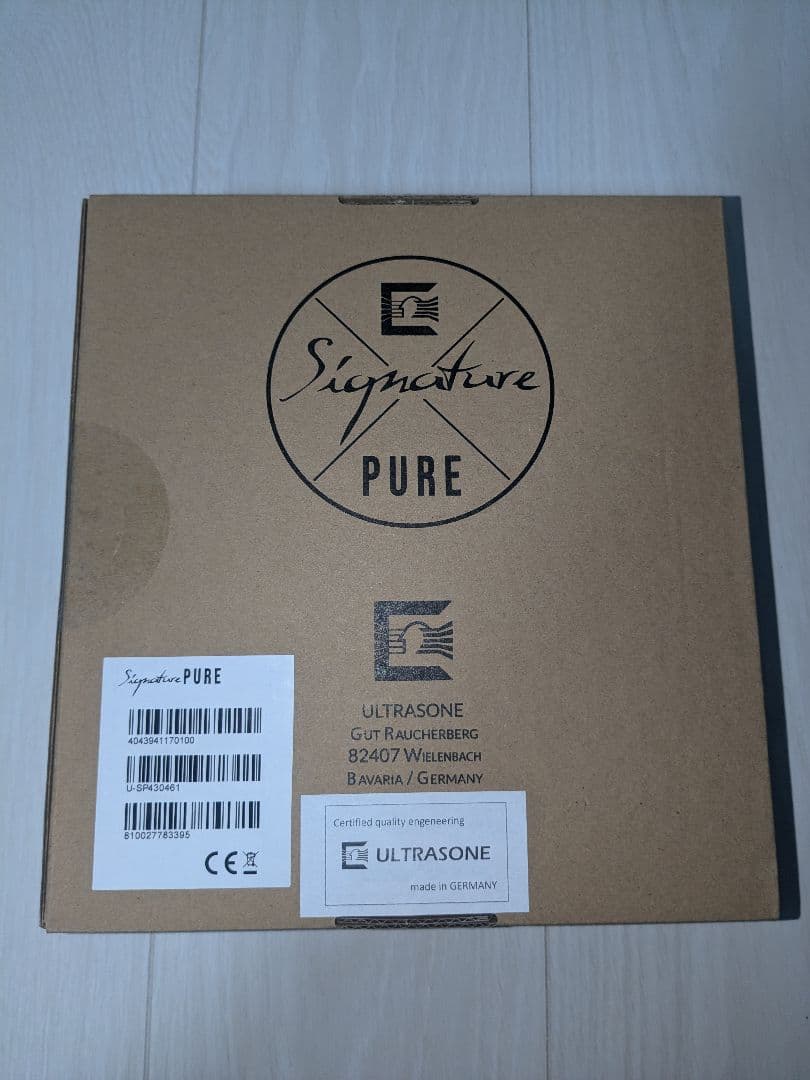 Signature
PURE
ULTRASONE
GUT RAUCHERBERG
82407 WIELENBACH
BAVARIA / GERMANY
Signature PURE
4043941170100
U-SP430461
810027783395
CE
Certified quality engeneering
ULTRASONE
made in GERMANY